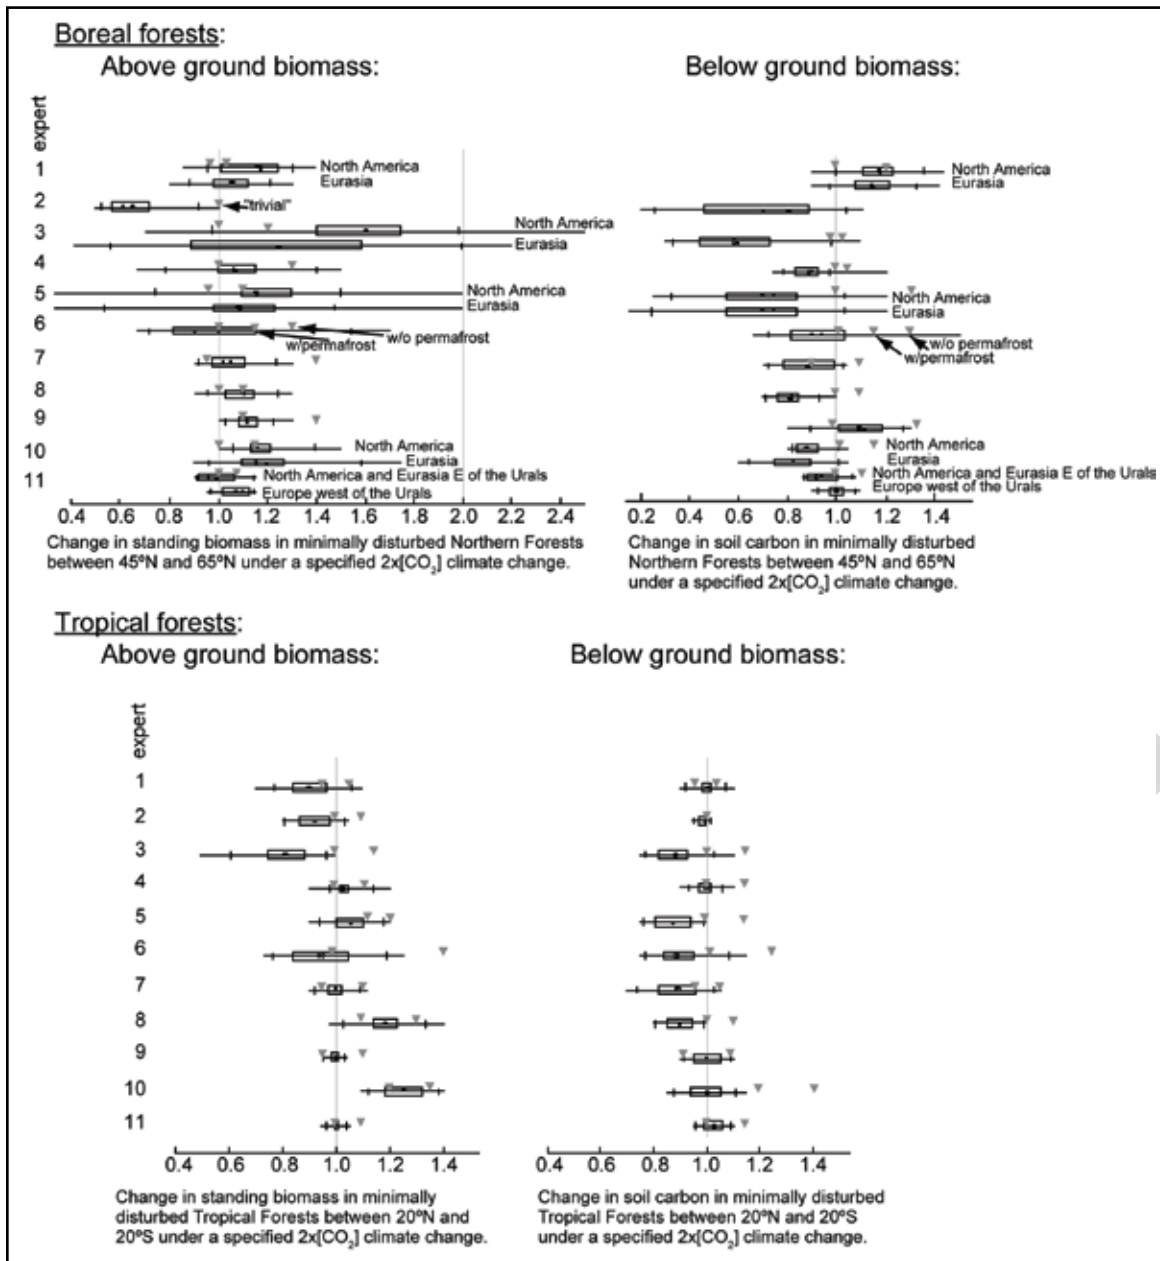 Boreal forests:
Above ground biomass:
Below ground biomass:
expert
1
2
3
4
5
6
7
8
9
10
11
North America
Eurasia
"trivial"
North America
Eurasia
North America
Eurasia
w/o permafrost
w/permafrost
North America
Eurasia
North America and Eurasia E of the Urals
Europe west of the Urals
0.4 0.6 1.0 1.2 1.4 1.6 1.8 2.0 2.2 2.4
Change in standing biomass in minimally disturbed Northern Forests
between 45ºN and 65ºN under a specified 2x[CO2] climate change.
North America
Eurasia
North America
Eurasia
w/o permafrost
w/permafrost
North America
Eurasia
North America and Eurasia E of the Urals
Europe west of the Urals
0.2 0.4 0.6 0.8 1.0 1.2 1.4
Change in soil carbon in minimally disturbed
Northern Forests between 45ºN and 65ºN
under a specified 2x[CO2] climate change.
Tropical forests:
Above ground biomass:
Below ground biomass:
expert
1
2
3
4
5
6
7
8
9
10
11
0.4 0.6 0.8 1.0 1.2 1.4
Change in standing biomass in minimally
disturbed Tropical Forests between 20ºN and
20ºS under a specified 2x[CO2] climate change.
0.4 0.6 0.8 1.0 1.2 1.4
Change in soil carbon in minimally disturbed
Tropical Forests between 20ºN and 20ºS
under a specified 2x[CO2] climate change.